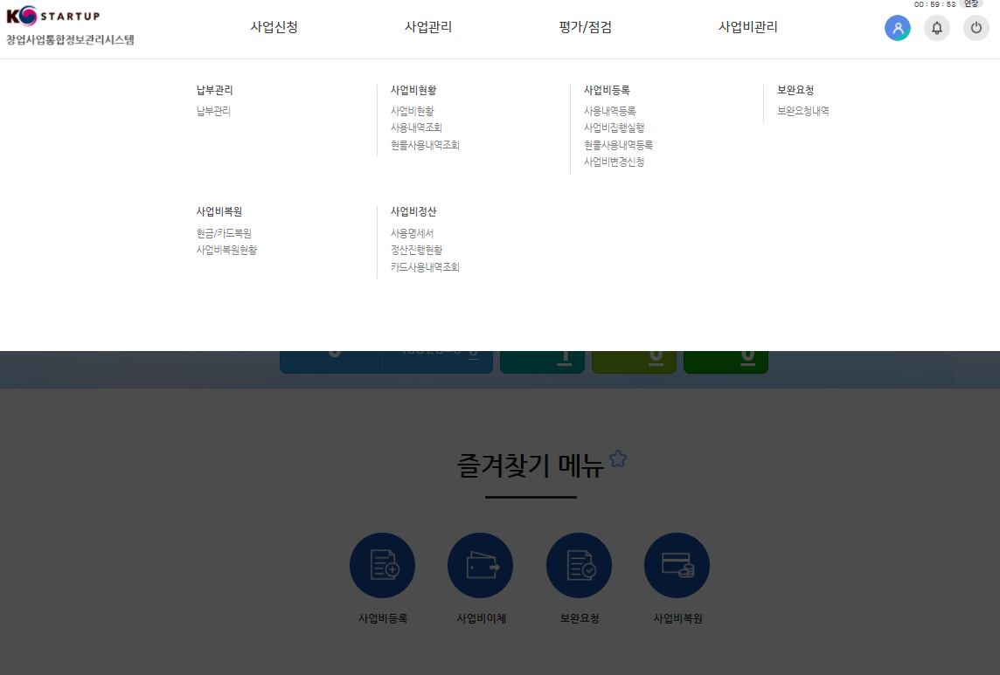 00 : 59 : 53 연장
K STARTUP
창업사업통합정보관리시스템
사업신청 사업관리 평가/점검 사업비관리
납부관리
납부관리
사업비현황
사업비현황
사용내역조회
현물사용내역조회
사업비등록
사용내역등록
사업비집행실행
현물사용내역등록
사업비변경신청
보완요청
보완요청내역
사업비복원
현금/카드복원
사업비복원현황
사업비정산
사용명세서
정산진행현황
카드사용내역조회
즐겨찾기 메뉴
사업비등록 사업비이체 보완요청 사업비복원